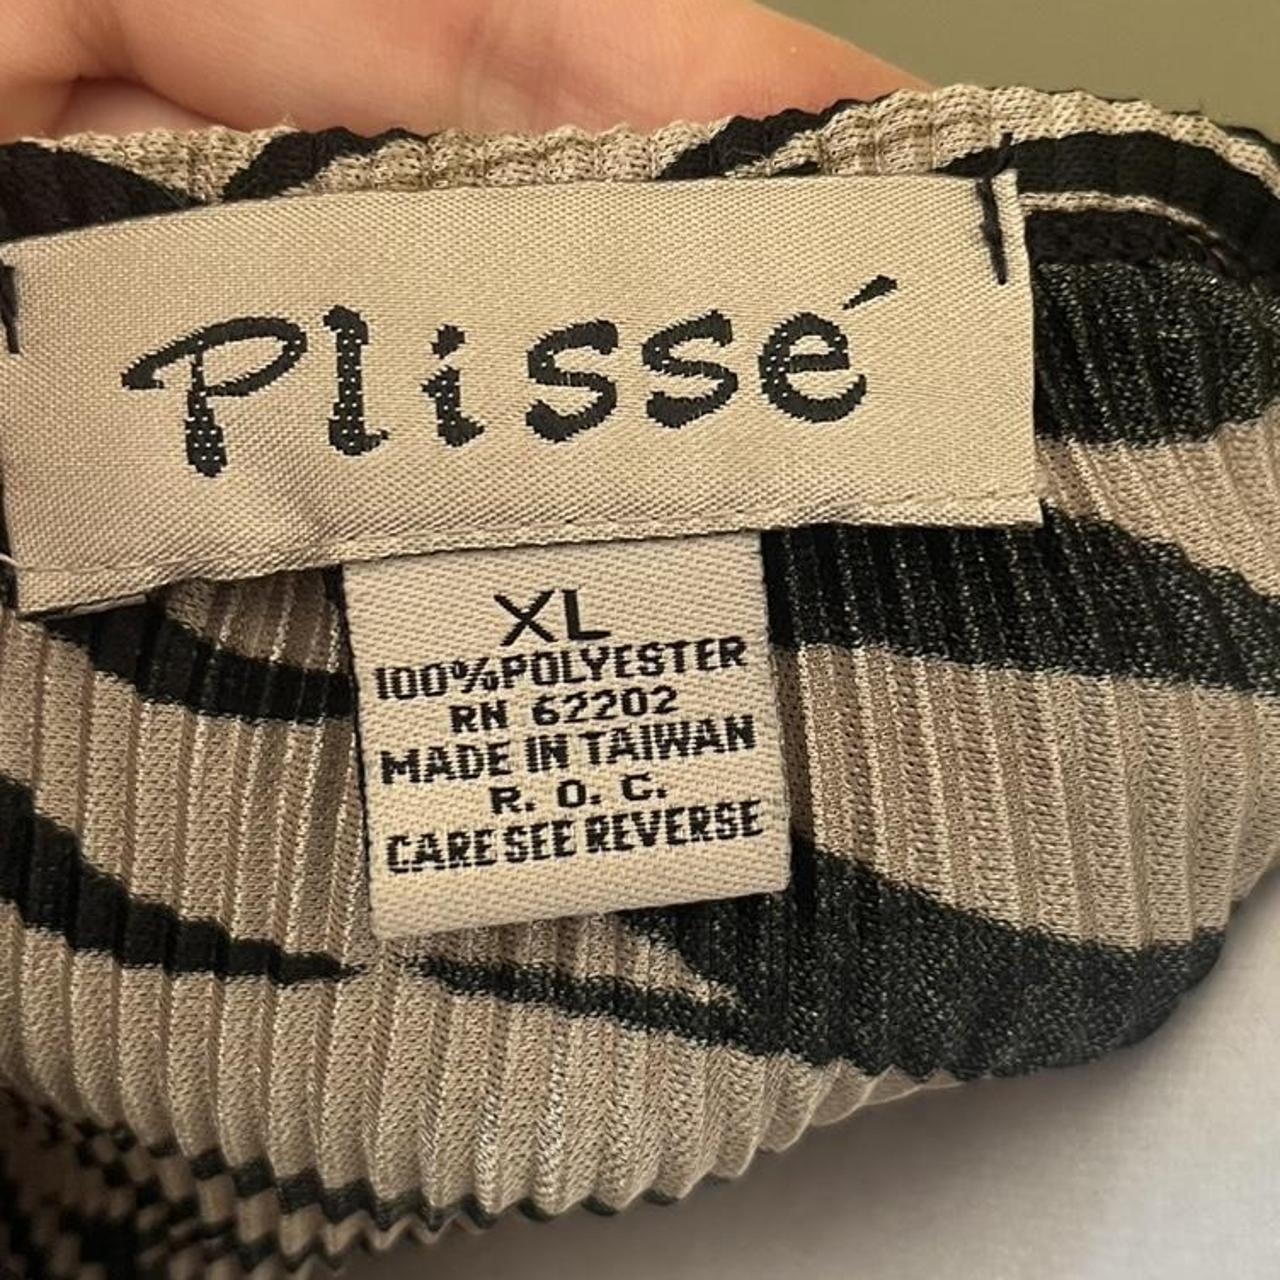 Plissé
XL
100%POLYESTER
RN 62202
MADE IN TAIWAN
R. O. C.
CARE SEE REVERSE